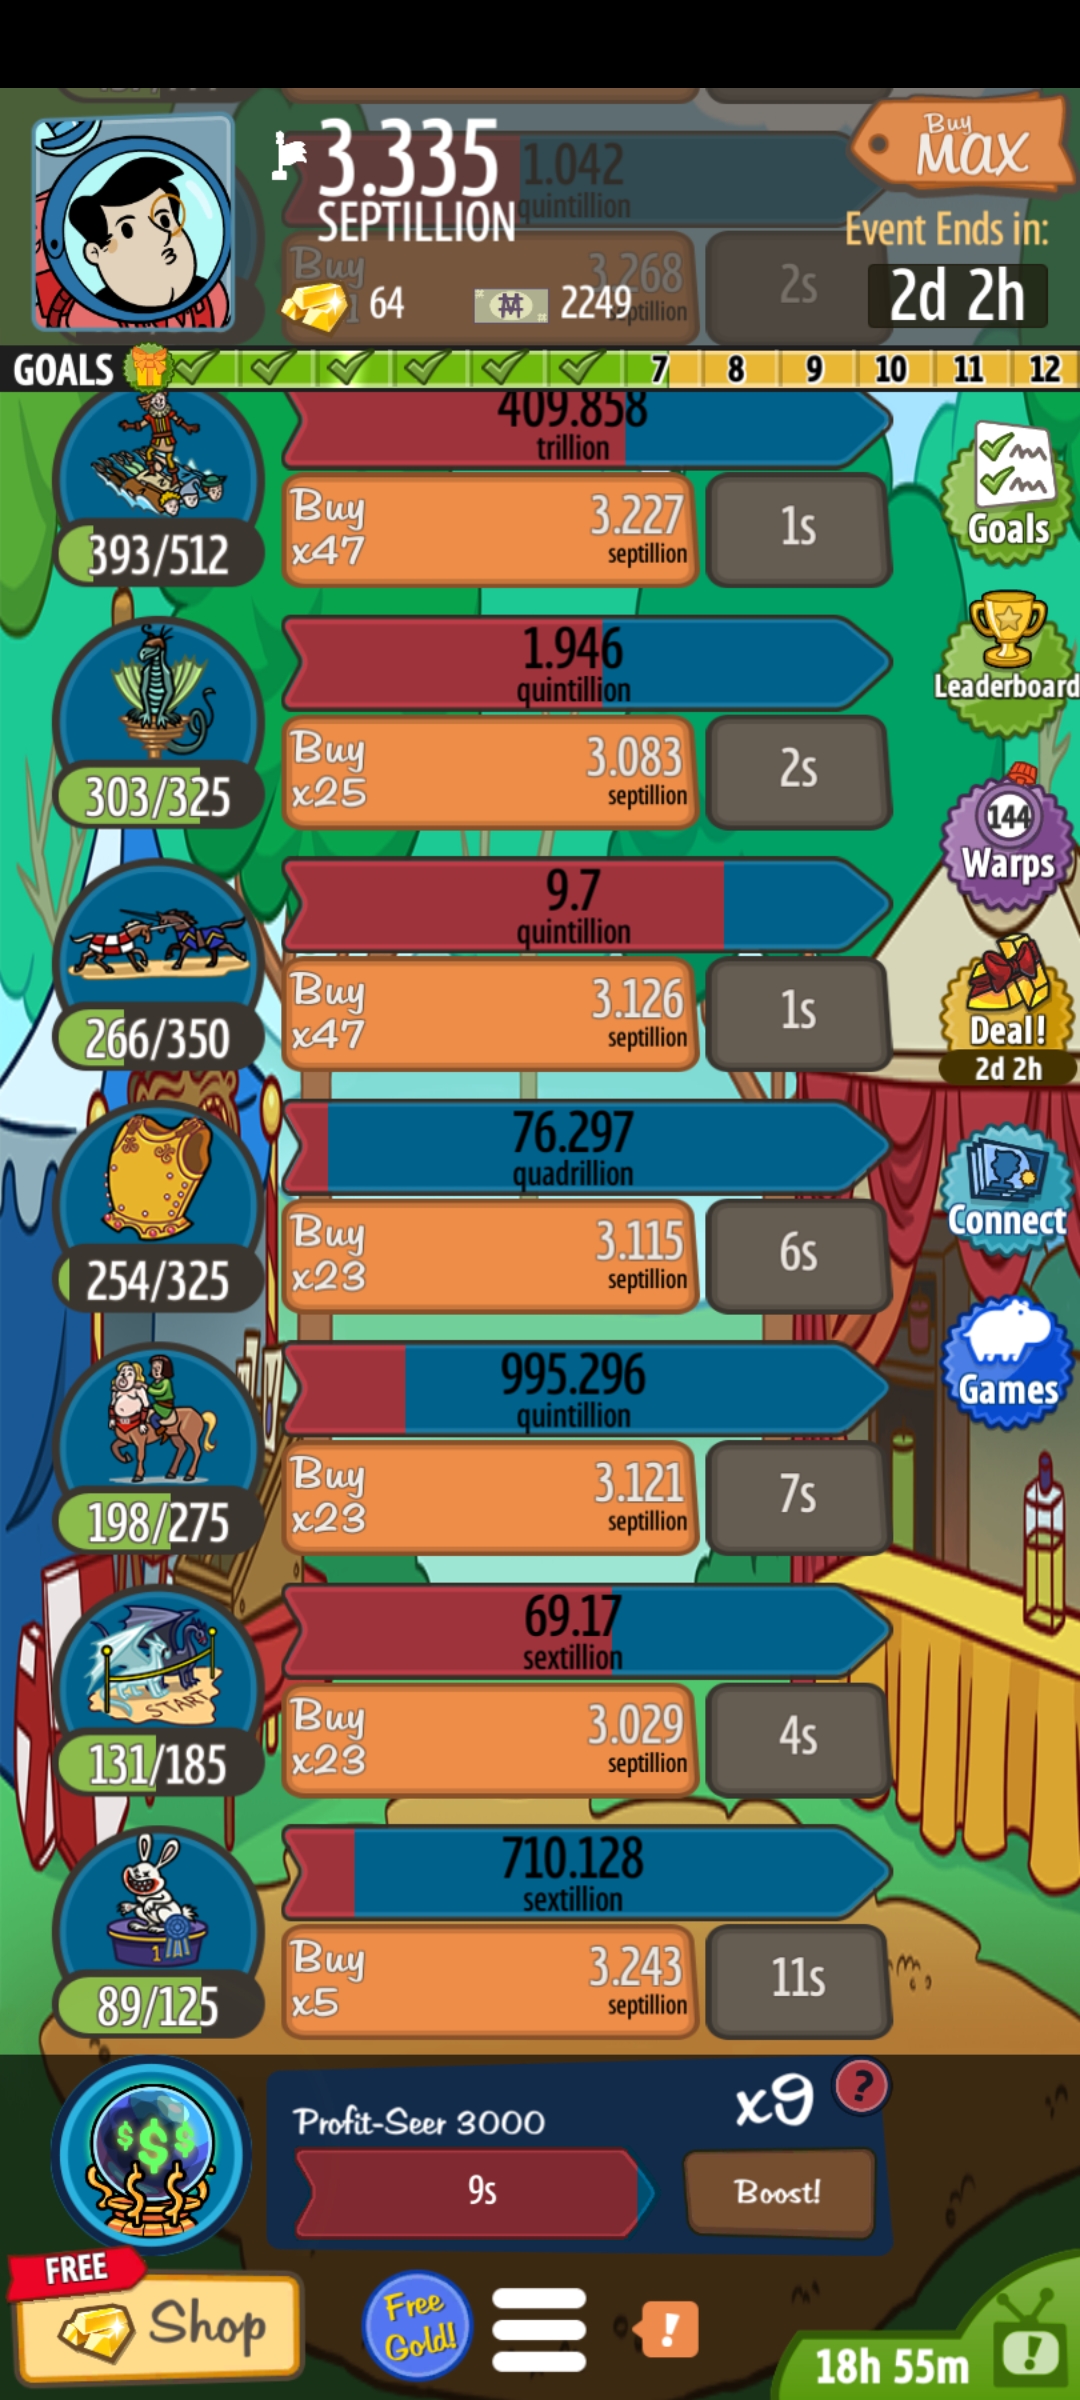 3.335
SEPTILLION
64
2249
Buy
MAX
Event Ends in:
2d 2h
1.042
quintillion
Buy
3.268
septillion
2s
GOALS
7
8
9
10
11
12
409.858
trillion
393/512
Buy
x47
3.227
septillion
1s
Goals
1.946
quintillion
303/325
Buy
x25
3.083
septillion
2s
Leaderboard
9.7
quintillion
266/350
Buy
x47
3.126
septillion
1s
144
Warps
Deal!
2d 2h
76.297
quadrillion
254/325
Buy
x23
3.115
septillion
6s
Connect
995.296
quintillion
198/275
Buy
x23
3.121
septillion
7s
Games
69.17
sextillion
START
131/185
Buy
x23
3.029
septillion
4s
710.128
sextillion
1
89/125
Buy
x5
3.243
septillion
11s
$$$
Profit-Seer 3000
x9
?
9s
Boost!
FREE
Shop
Free
Gold!
!
18h 55m
!